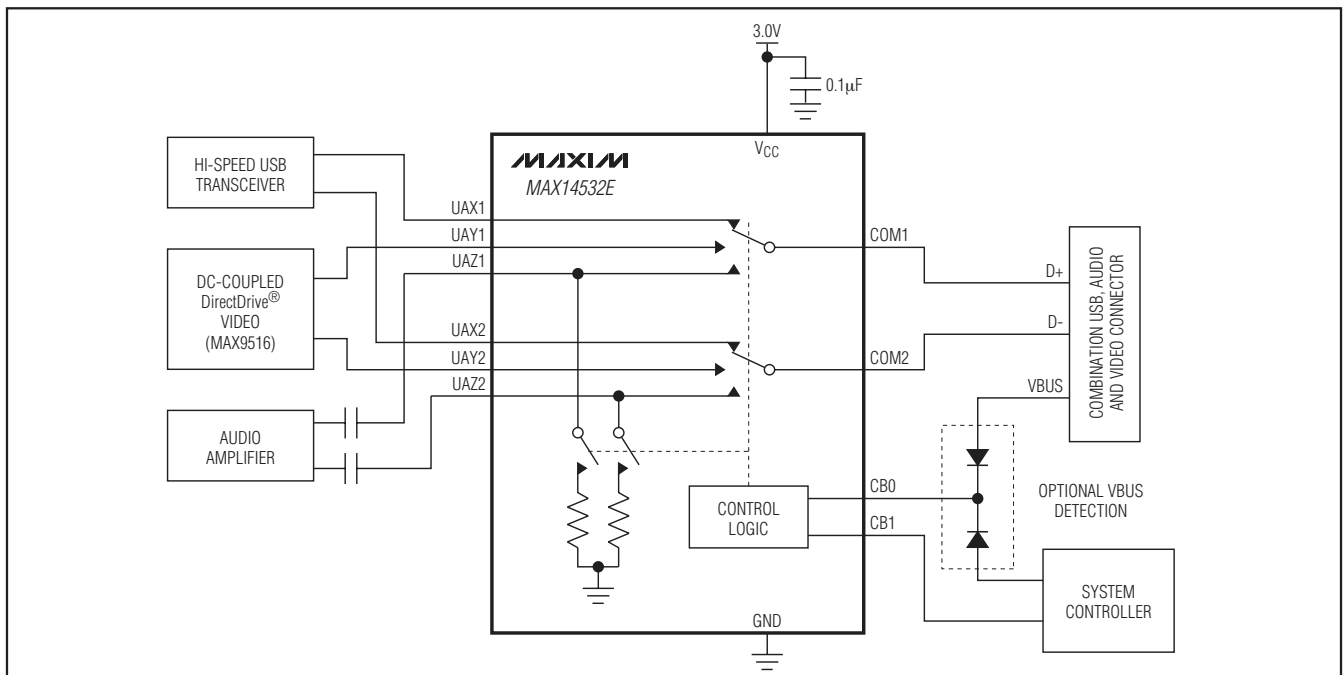 3.0V
0.1μF
VCC
MAXIM
MAX14532E
HI-SPEED USB
TRANSCEIVER
DC-COUPLED
DirectDrive®
VIDEO
(MAX9516)
AUDIO
AMPLIFIER
UAX1
UAY1
UAZ1
UAX2
UAY2
UAZ2
COM1
COM2
CONTROL
LOGIC
CB0
CB1
GND
D+
D-
VBUS
COMBINATION USB, AUDIO
AND VIDEO CONNECTOR
OPTIONAL VBUS
DETECTION
SYSTEM
CONTROLLER